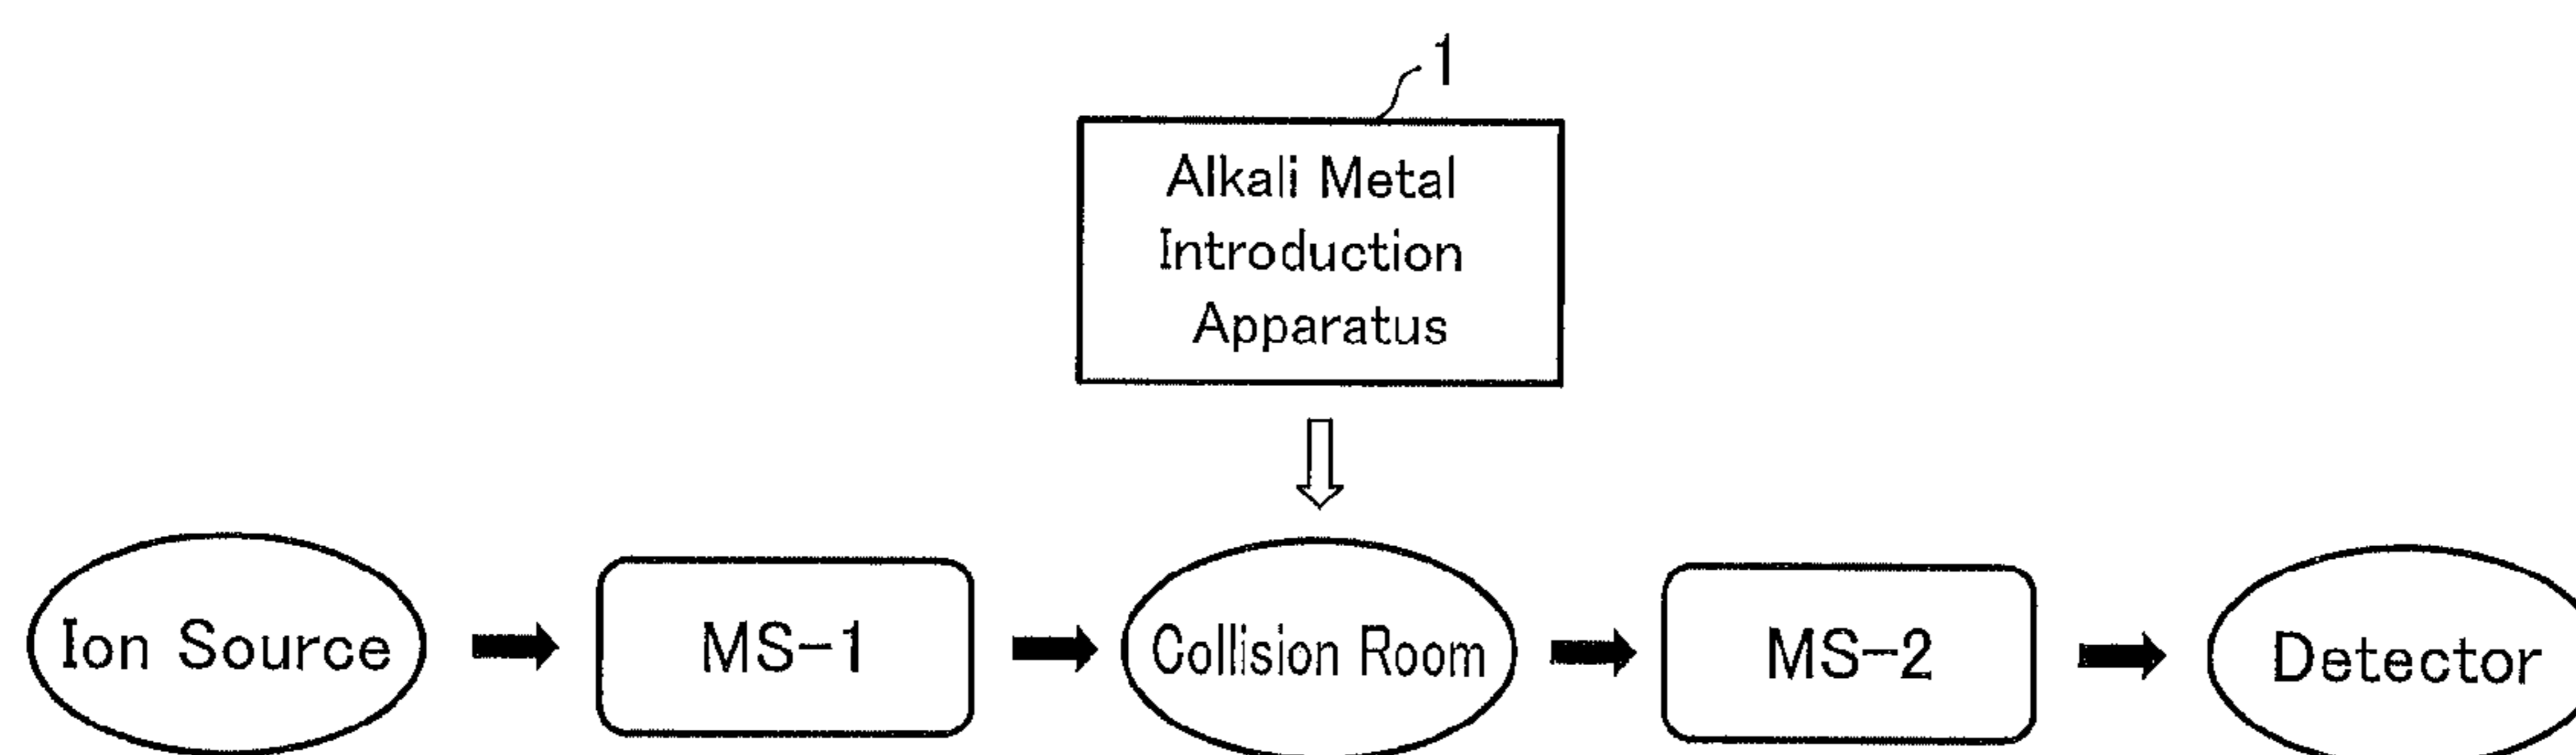 1
Alkali Metal
Introduction
Apparatus
Ion Source
MS-1
Collision Room
MS-2
Detector